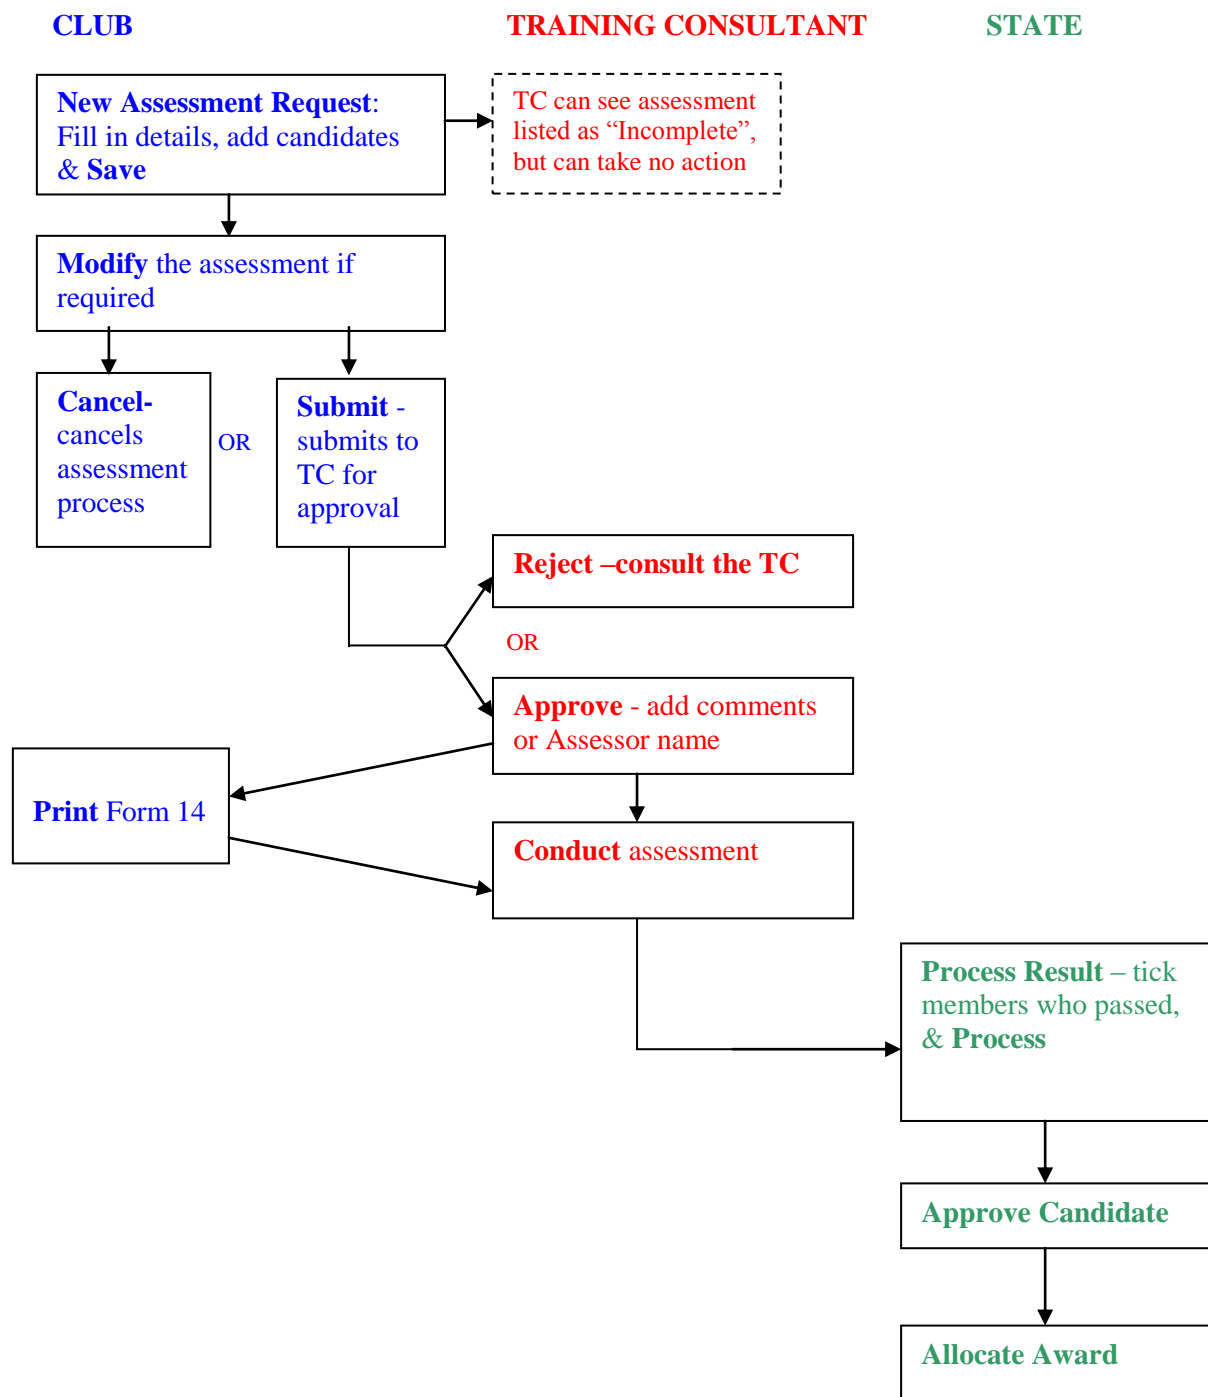 CLUB
TRAINING CONSULTANT
STATE
New Assessment Request:
Fill in details, add candidates
& Save
TC can see assessment
listed as “Incomplete”,
but can take no action
Modify the assessment if
required
Cancel-
cancels
assessment
process
OR
Submit -
submits to
TC for
approval
Reject –consult the TC
OR
Approve - add comments
or Assessor name
Print Form 14
Conduct assessment
Process Result – tick
members who passed,
& Process
Approve Candidate
Allocate Award